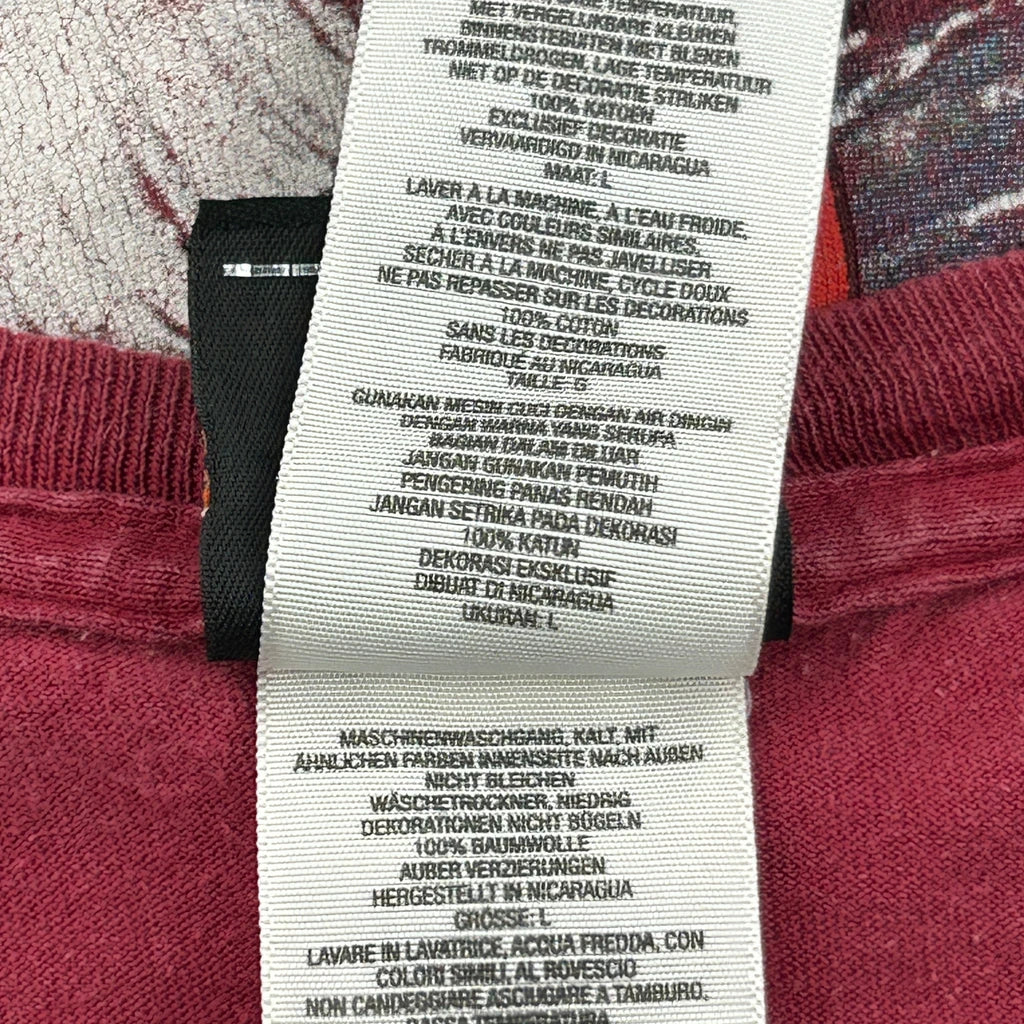 LAGE TEMPERATUUR,
MET VERGELIJKBARE KLEUREN
BINNENSTEBUITEN NIET BLEKEN
TROMMELDROGEN, LAGE TEMPERATUUR
NIET OP DE DECORATIE STRIJKEN
100% KATOEN
EXCLUSIEF DECORATIE
VERVAARDIGD IN NICARAGUA
MAAT: L
LAVER À LA MACHINE, À L'EAU FROIDE,
AVEC COULEURS SIMILAIRES,
À L'ENVERS NE PAS JAVELLISER
SÉCHER À LA MACHINE, CYCLE DOUX
NE PAS REPASSER SUR LES DECORATIONS
100% COTON
SANS LES DECORATIONS
FABRIQUÉ AU NICARAGUA
TAILLE: G
GUNAKAN MESIN CUCI DENGAN AIR DINGIN
DENGAN WARNA YANG SERUPA
BAGIAN DALAM DILUAR
JANGAN GUNAKAN PEMUTIH
PENGERING PANAS RENDAH
JANGAN SETRIKA PADA DEKORASI
100% KATUN
DEKORASI EKSKLUSIF
DIBUAT DI NICARAGUA
UKURAN: L
MASCHINENWASCHGANG, KALT, MIT
ÄHNLICHEN FARBEN INNENSEITE NACH AUßEN
NICHT BLEICHEN
WÄSCHETROCKNER, NIEDRIG
DEKORATIONEN NICHT BÜGELN
100% BAUMWOLLE
AUßER VERZIERUNGEN
HERGESTELLT IN NICARAGUA
GRÖSSE: L
LAVARE IN LAVATRICE, ACQUA FREDDA, CON
COLORI SIMILI, AL ROVESCIO
NON CANDEGGIARE ASCIUGARE A TAMBURO,
BASSA TEMPERATURA